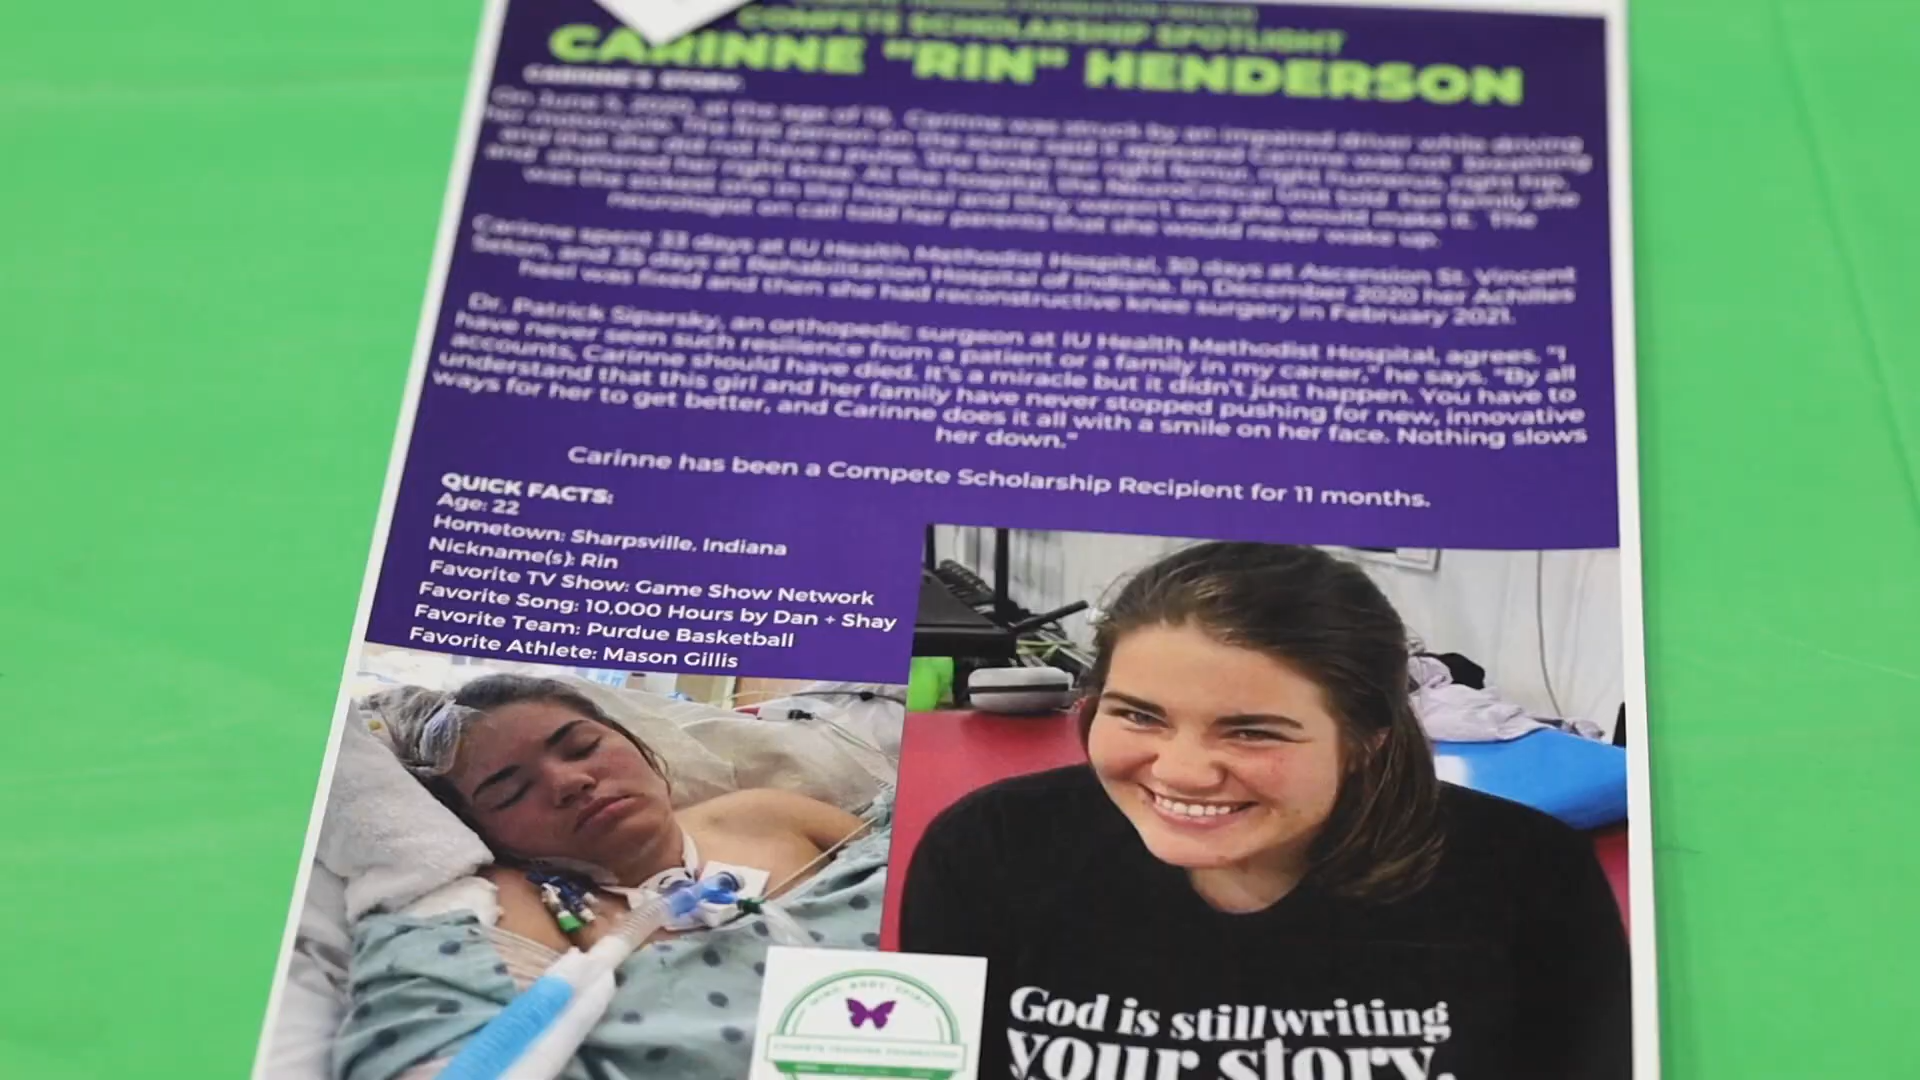 COMPETE SCHOLARSHIP SPOTLIGHT
CARINNE "RIN" HENDERSON
CARINNE'S STORY:
On June 5, 2020, at the age of 19, Carinne was struck by an impaired driver while driving
her motorcycle. The first person on the scene said it appeared Carinne was not breathing
and that she did not have a pulse. She broke her right femur, right humerus, right hip,
and shattered her right knee. At the hospital, the NeuroCritical Unit told her family she
was the sickest one in the hospital and they weren't sure she would make it. The
neurologist on call told her parents that she would never wake up.
Carinne spent 33 days at IU Health Methodist Hospital, 30 days at Ascension St. Vincent
Seton, and 35 days at Rehabilitation Hospital of Indiana. In December 2020 her Achilles
heel was fixed and then she had reconstructive knee surgery in February 2021.
Dr. Patrick Siparsky, an orthopedic surgeon at IU Health Methodist Hospital, agrees. "I
have never seen such resilience from a patient or a family in my career," he says. "By all
accounts, Carinne should have died. It's a miracle but it didn't just happen. You have to
understand that this girl and her family have never stopped pushing for new, innovative
ways for her to get better, and Carinne does it all with a smile on her face. Nothing slows
her down."
Carinne has been a Compete Scholarship Recipient for 11 months.
QUICK FACTS:
Age: 22
Hometown: Sharpsville, Indiana
Nickname(s): Rin
Favorite TV Show: Game Show Network
Favorite Song: 10,000 Hours by Dan + Shay
Favorite Team: Purdue Basketball
Favorite Athlete: Mason Gillis
MIND. BODY. SPIRIT
COMPETE TRAINING FOUNDATION
God is still writing
your story.